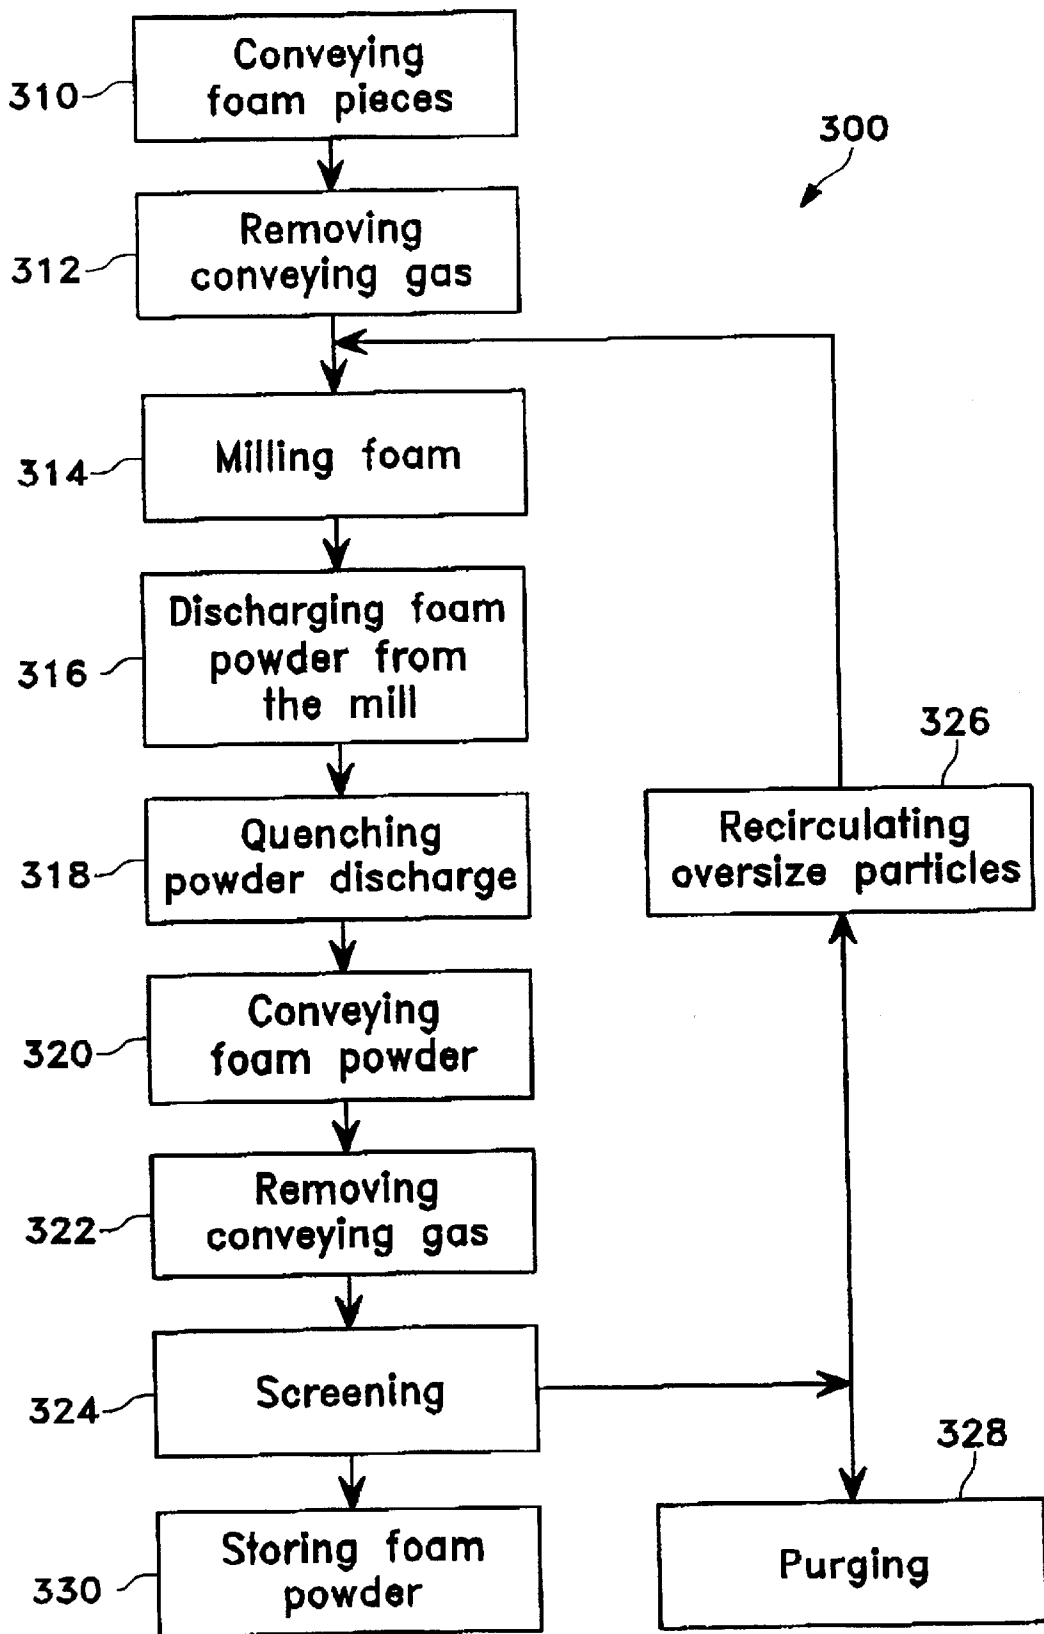 Conveying
foam pieces
310
300
Removing
conveying gas
312
Milling foam
314
Discharging foam
powder from
the mill
316
326
Recirculating
oversize particles
Quenching
powder discharge
318
Conveying
foam powder
320
Removing
conveying gas
322
Screening
324
328
Purging
Storing foam
powder
330